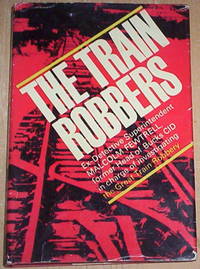 THE TRAIN
ROBBERS
Ex-Detective Superintendent
MALCOLM FEWTRELL
former Head of Bucks CID
in charge of investigating
The Great Train Robbery